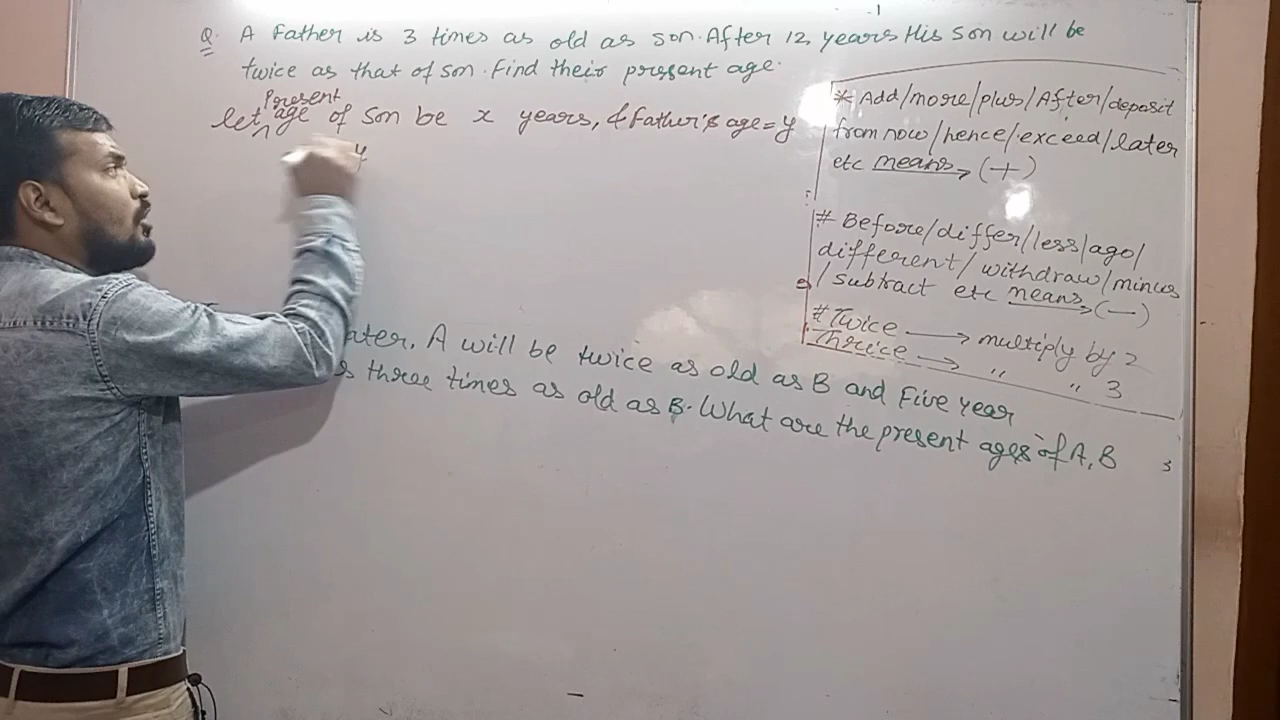 Q. A Father is 3 times as old as son. After 12 years His son will be
twice as that of son. Find their present age.
Present
let ^ age of son be x years, & Father's age = y
y
* Add/more/plus/After/deposit
from now/hence/exceed/later
etc means → (+)
# Before/differ/less/ago/
different/withdraw/minus
/subtract etc means → (—)
# Twice → multiply by 2
Thrice → " " 3
ater, A will be twice as old as B and Five year
s three times as old as B. What are the present ages of A, B